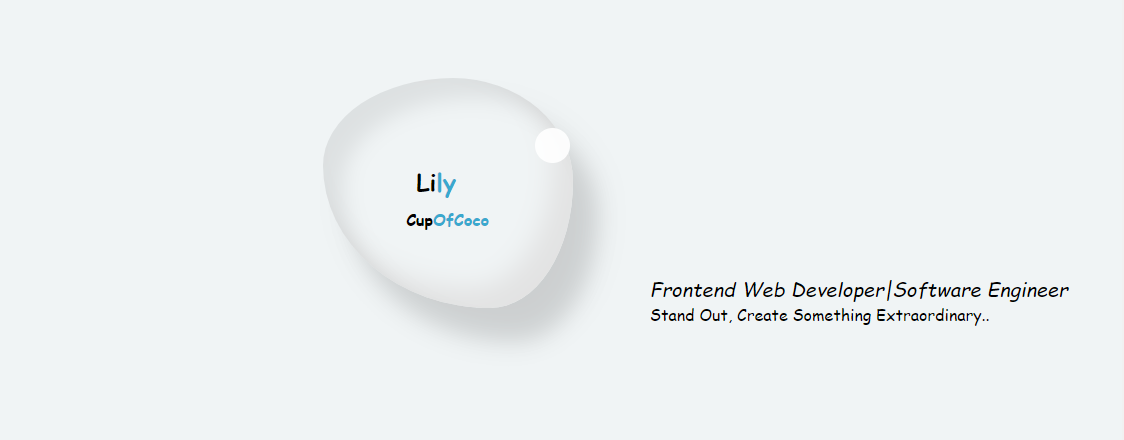 Lily
CupOfCoco
Frontend Web Developer|Software Engineer
Stand Out, Create Something Extraordinary..